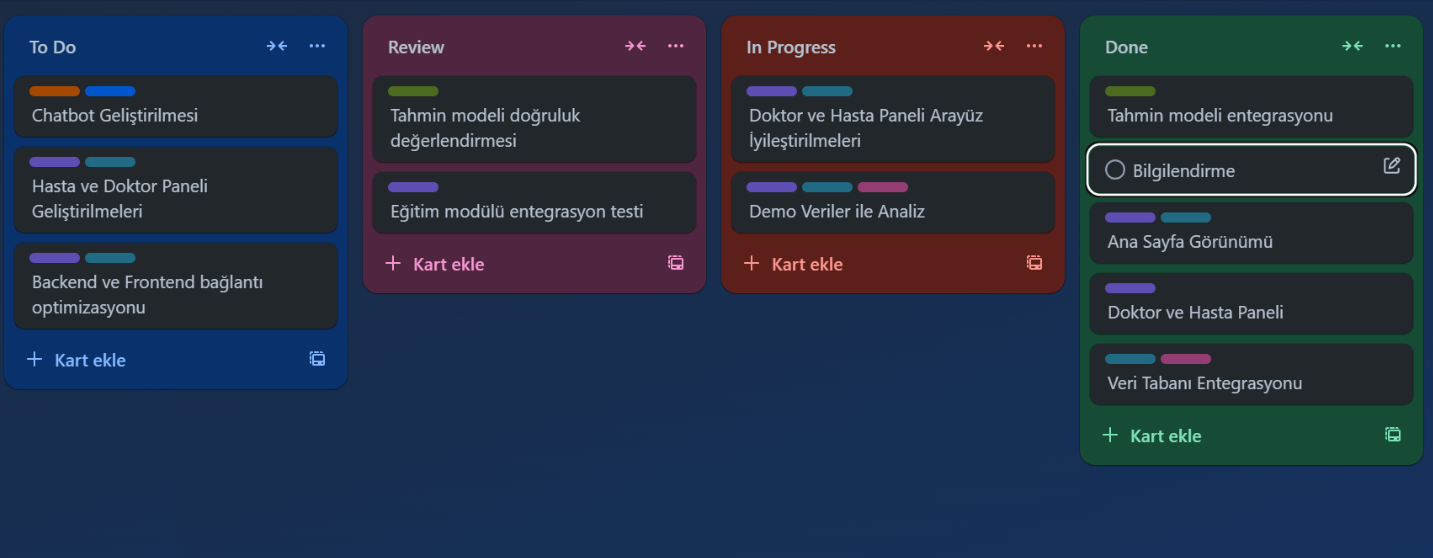 To Do
Chatbot Geliştirilmesi
Hasta ve Doktor Paneli
Geliştirilmeleri
Backend ve Frontend bağlantı
optimizasyonu
Kart ekle
Review
Tahmin modeli doğruluk
değerlendirmesi
Eğitim modülü entegrasyon testi
Kart ekle
In Progress
Doktor ve Hasta Paneli Arayüz
İyileştirilmeleri
Demo Veriler ile Analiz
Kart ekle
Done
Tahmin modeli entegrasyonu
Bilgilendirme
Ana Sayfa Görünümü
Doktor ve Hasta Paneli
Veri Tabanı Entegrasyonu
Kart ekle